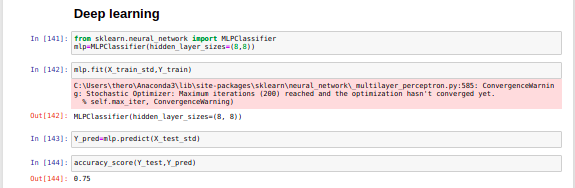 Deep learning
In [141]: from sklearn.neural_network import MLPClassifier
mlp=MLPClassifier(hidden_layer_sizes=(8,8))
In [142]: mlp.fit(X_train_std,Y_train)
C:\Users\thero\Anaconda3\lib\site-packages\sklearn\neural_network\_multilayer_perceptron.py:585: ConvergenceWarnin
g: Stochastic Optimizer: Maximum iterations (200) reached and the optimization hasn't converged yet.
% self.max_iter, ConvergenceWarning)
Out[142]: MLPClassifier(hidden_layer_sizes=(8, 8))
In [143]: Y_pred=mlp.predict(X_test_std)
In [144]: accuracy_score(Y_test,Y_pred)
Out[144]: 0.75